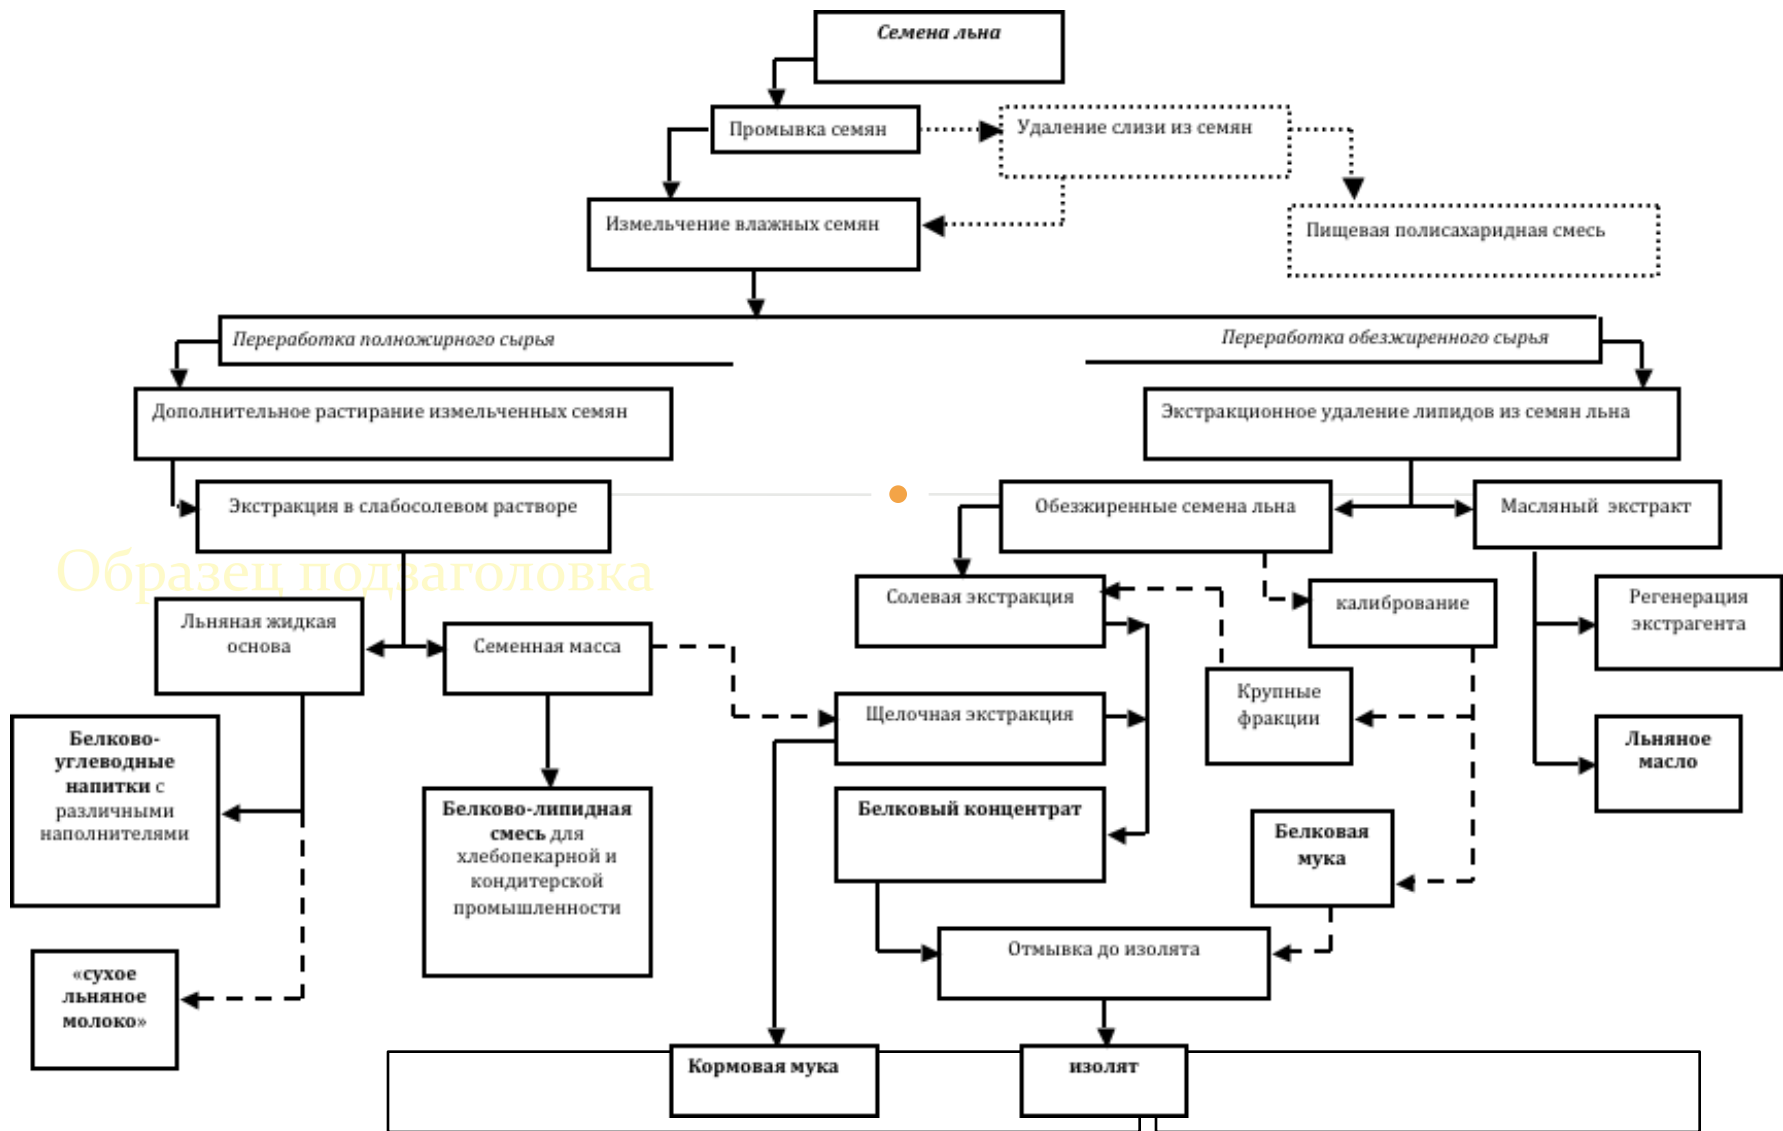 Семена льна
Промывка семян
Удаление слизи из семян
Измельчение влажных семян
Пищевая полисахаридная смесь
Переработка полножирного сырья
Переработка обезжиренного сырья
Дополнительное растирание измельченных семян
Экстракционное удаление липидов из семян льна
Экстракция в слабосолевом растворе
Обезжиренные семена льна
Масляный экстракт
Образец подзаголовка
Льняная жидкая
основа
Семенная масса
Солевая экстракция
калибрование
Регенерация
экстрагента
Щелочная экстракция
Крупные
фракции
Белково-
углеводные
напитки с
различными
наполнителями
Льняное
масло
Белково-липидная
смесь для
хлебопекарной и
кондитерской
промышленности
Белковый концентрат
Белковая
мука
Отмывка до изолята
«сухое
льняное
молоко»
Кормовая мука
изолят